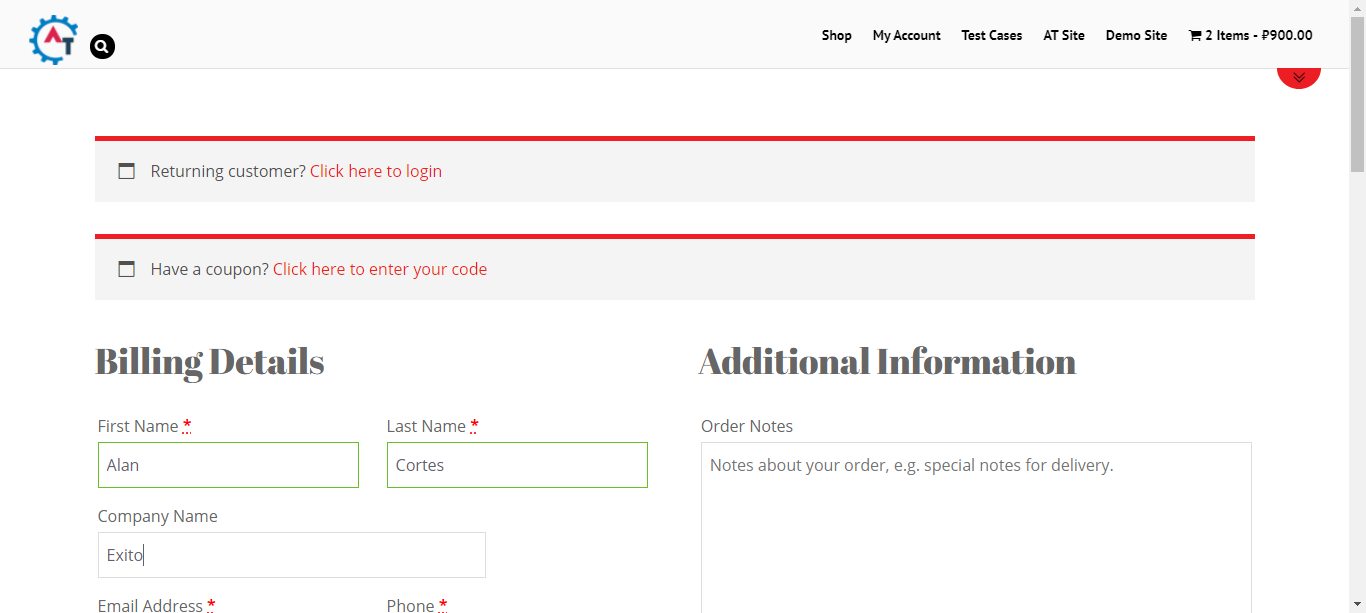 AT
Shop My Account Test Cases AT Site Demo Site 2 Items - ₽900.00
Returning customer? Click here to login
Have a coupon? Click here to enter your code
Billing Details
Additional Information
First Name *
Last Name *
Order Notes
Alan
Cortes
Notes about your order, e.g. special notes for delivery.
Company Name
Exito
Email Address *
Phone *